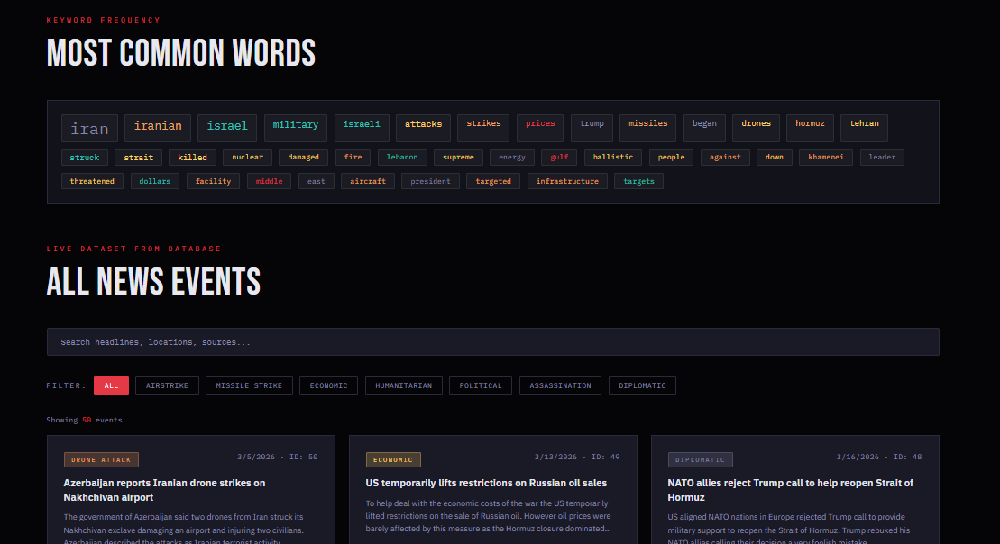 KEYWORD FREQUENCY
MOST COMMON WORDS
iran iranian israel military israeli attacks strikes prices trump missiles began drones hormuz tehran
struck strait killed nuclear damaged fire lebanon supreme energy gulf ballistic people against down khamenei leader
threatened dollars facility middle east aircraft president targeted infrastructure targets
LIVE DATASET FROM DATABASE
ALL NEWS EVENTS
Search headlines, locations, sources...
FILTER: ALL AIRSTRIKE MISSILE STRIKE ECONOMIC HUMANITARIAN POLITICAL ASSASSINATION DIPLOMATIC
Showing 50 events
DRONE ATTACK 3/5/2026 · ID: 50
Azerbaijan reports Iranian drone strikes on
Nakhchivan airport
The government of Azerbaijan said two drones from Iran struck its
Nakhchivan exclave damaging an airport and injuring two civilians.
Azerbaijan described the attacks as Iranian terrorist activity
ECONOMIC 3/13/2026 · ID: 49
US temporarily lifts restrictions on Russian oil sales
To help deal with the economic costs of the war the US temporarily
lifted restrictions on the sale of Russian oil. However oil prices were
barely affected by this measure as the Hormuz closure dominated...
DIPLOMATIC 3/16/2026 · ID: 48
NATO allies reject Trump call to help reopen Strait of
Hormuz
US aligned NATO nations in Europe rejected Trump call to provide
military support to reopen the Strait of Hormuz. Trump rebuked his
NATO allies calling their decision a very foolish mistake